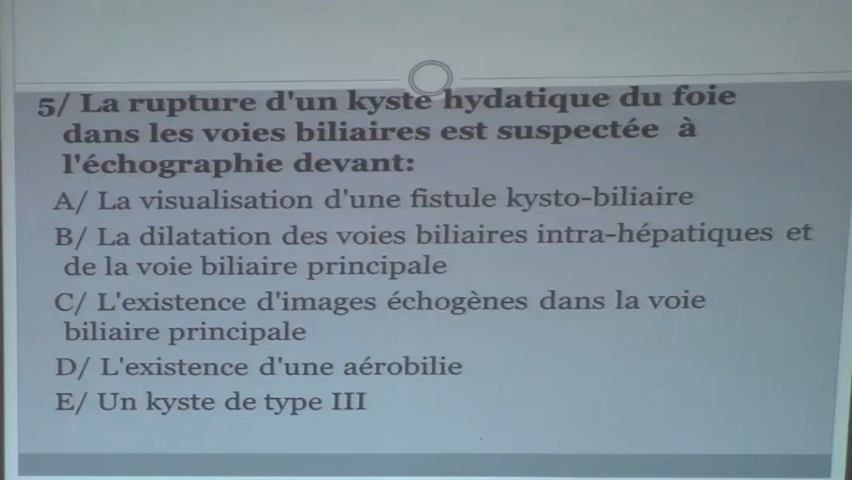 5/ La rupture d'un kyste hydatique du foie
dans les voies biliaires est suspectée à
l'échographie devant:
A/ La visualisation d'une fistule kysto-biliaire
B/ La dilatation des voies biliaires intra-hépatiques et
de la voie biliaire principale
C/ L'existence d'images échogènes dans la voie
biliaire principale
D/ L'existence d'une aérobilie
E/ Un kyste de type III